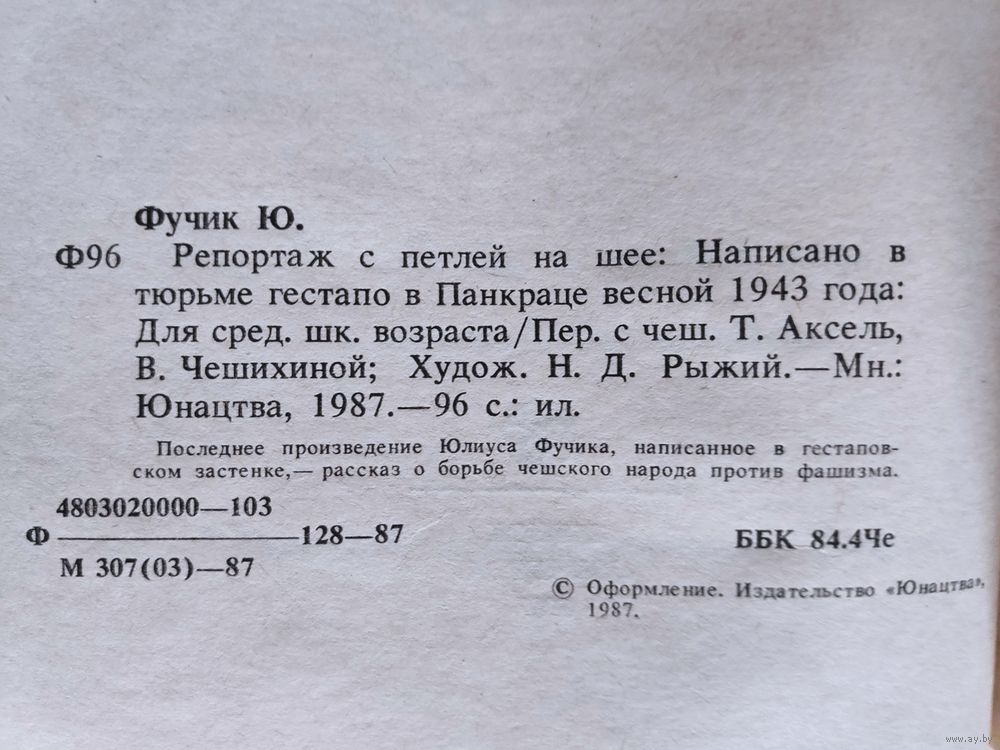 Фучик Ю.
Ф96 Репортаж с петлей на шее: Написано в
тюрьме гестапо в Панкраце весной 1943 года:
Для сред. шк. возраста/Пер. с чеш. Т. Аксель,
В. Чешихиной; Худож. Н. Д. Рыжий.—Мн.:
Юнацтва, 1987.—96 с.: ил.
Последнее произведение Юлиуса Фучика, написанное в гестапов-
ском застенке,— рассказ о борьбе чешского народа против фашизма.
4803020000—103
Ф————————128—87
М 307(03)—87
ББК 84.4Че
© Оформление. Издательство «Юнацтва»,
1987.
www.ay.by